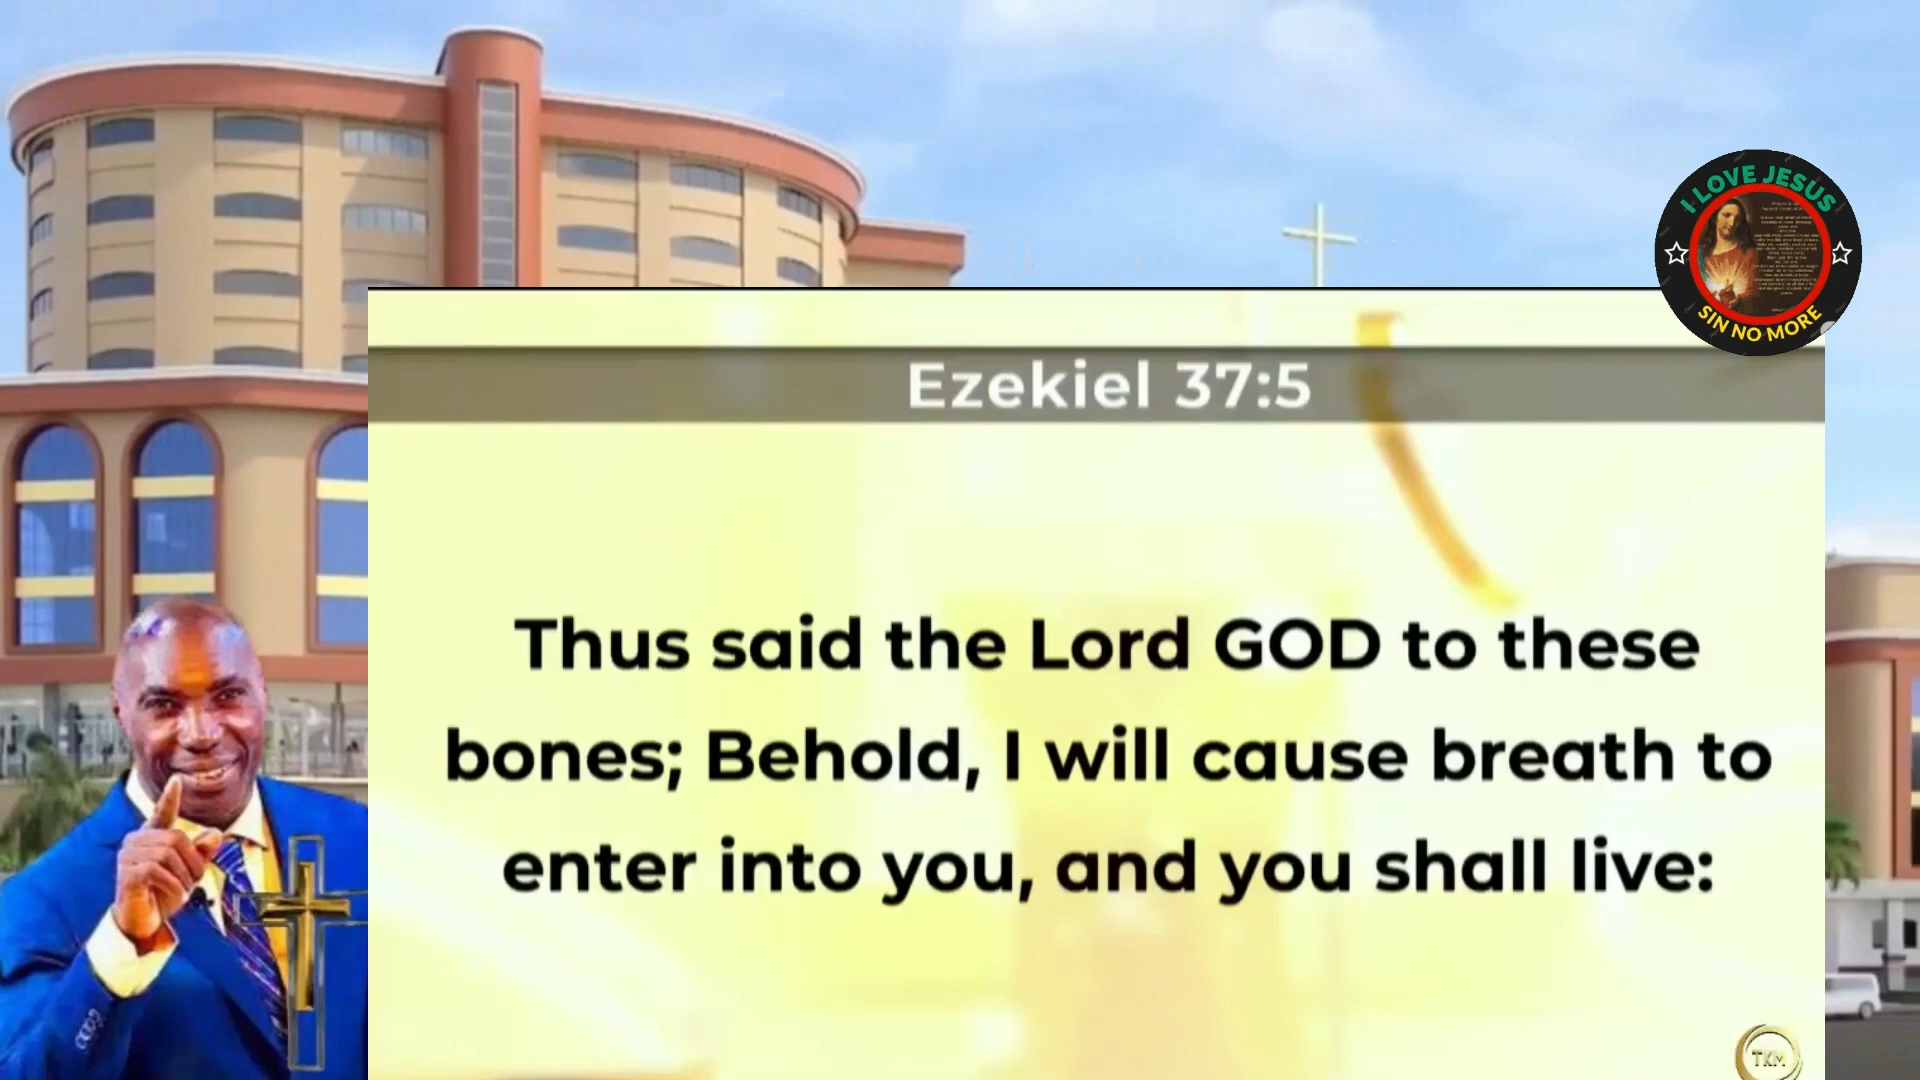 I LOVE JESUS
SIN NO MORE
Ezekiel 37:5
Thus said the Lord GOD to these
bones; Behold, I will cause breath to
enter into you, and you shall live:
TKM